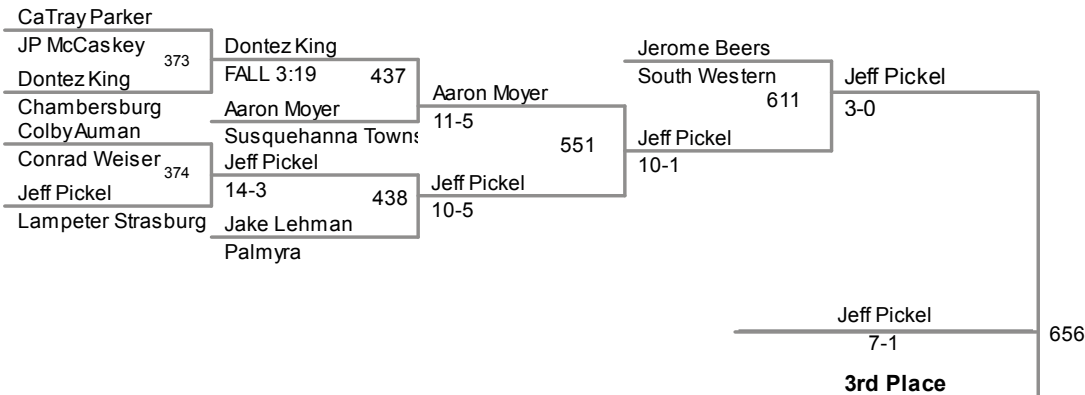 CaTray Parker
JP McCaskey
373
Dontez King
Chambersburg
Colby Auman
Conrad Weiser
374
Jeff Pickel
Lampeter Strasburg
Dontez King
FALL 3:19
437
Aaron Moyer
Susquehanna Towns
Jeff Pickel
14-3
438
Jake Lehman
Palmyra
Aaron Moyer
11-5
551
Jeff Pickel
10-5
Jerome Beers
South Western
611
Jeff Pickel
10-1
Jeff Pickel
3-0
Jeff Pickel
7-1
656
3rd Place